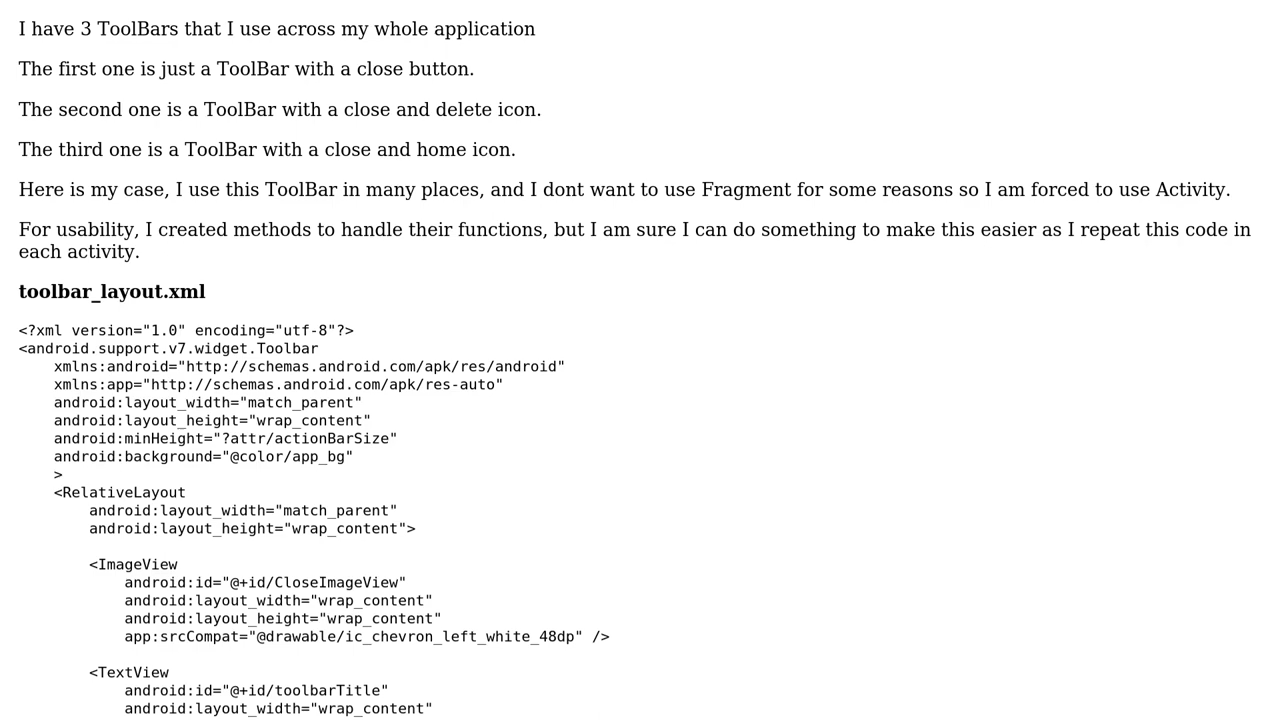 I have 3 ToolBars that I use across my whole application
The first one is just a ToolBar with a close button.
The second one is a ToolBar with a close and delete icon.
The third one is a ToolBar with a close and home icon.
Here is my case, I use this ToolBar in many places, and I dont want to use Fragment for some reasons so I am forced to use Activity.
For usability, I created methods to handle their functions, but I am sure I can do something to make this easier as I repeat this code in
each activity.
toolbar_layout.xml
<?xml version="1.0" encoding="utf-8"?>
<android.support.v7.widget.Toolbar
    xmlns:android="http://schemas.android.com/apk/res/android"
    xmlns:app="http://schemas.android.com/apk/res-auto"
    android:layout_width="match_parent"
    android:layout_height="wrap_content"
    android:minHeight="?attr/actionBarSize"
    android:background="@color/app_bg"
    >
    <RelativeLayout
        android:layout_width="match_parent"
        android:layout_height="wrap_content">

        <ImageView
            android:id="@+id/CloseImageView"
            android:layout_width="wrap_content"
            android:layout_height="wrap_content"
            app:srcCompat="@drawable/ic_chevron_left_white_48dp" />

        <TextView
            android:id="@+id/toolbarTitle"
            android:layout_width="wrap_content"